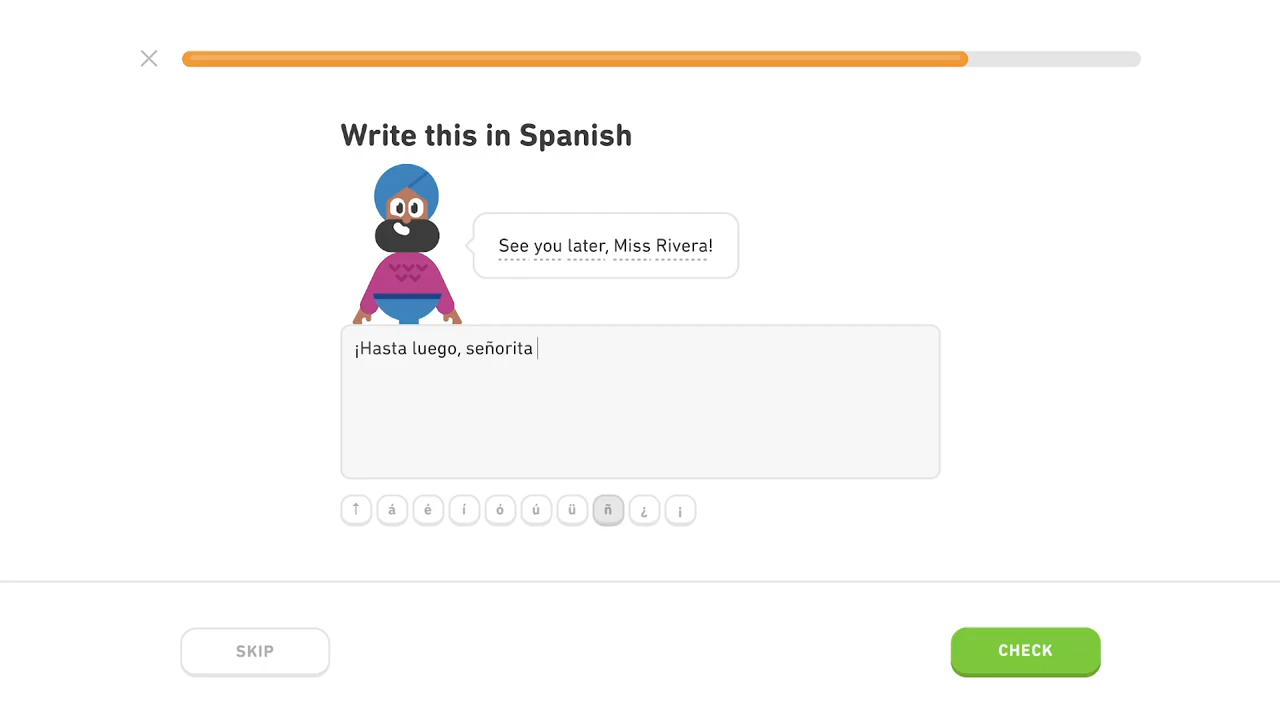 Write this in Spanish
See you later, Miss Rivera!
¡Hasta luego, señorita
↑ á é í ó ú ü ñ ¿ ¡
SKIP CHECK